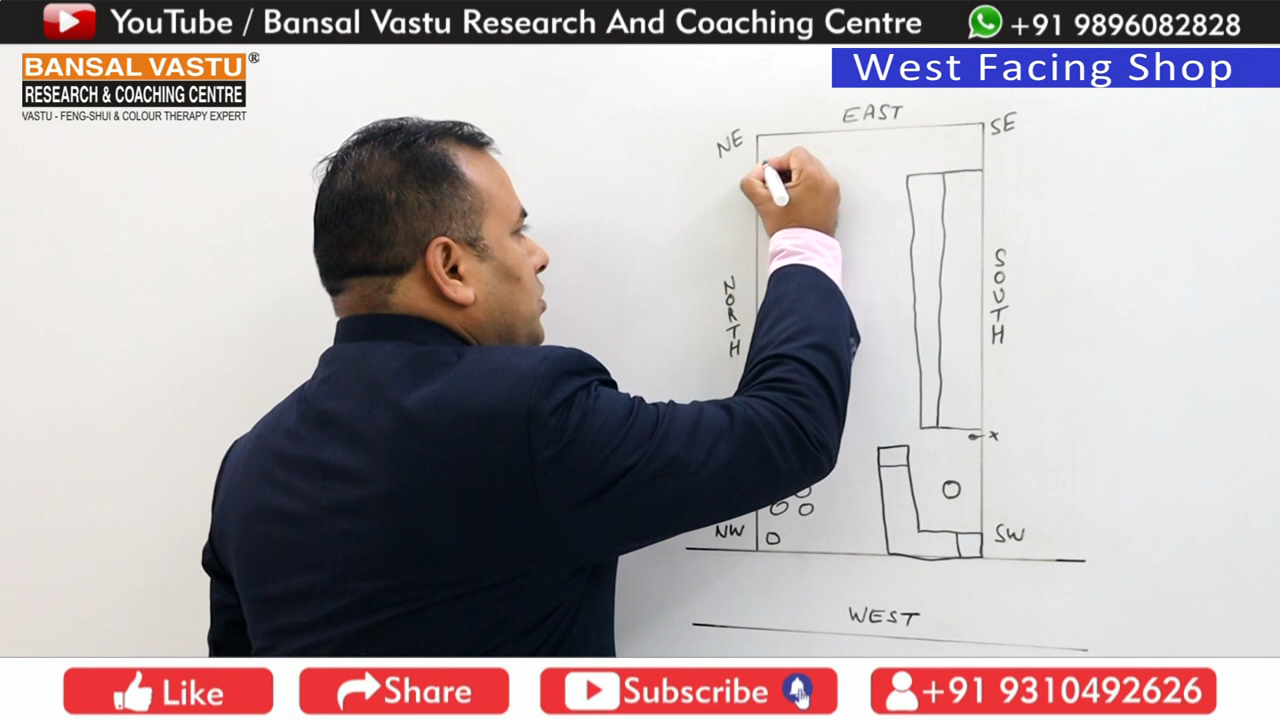 YouTube / Bansal Vastu Research And Coaching Centre
+91 9896082828
BANSAL VASTU ®
RESEARCH & COACHING CENTRE
VASTU - FENG-SHUI & COLOUR THERAPY EXPERT
West Facing Shop
EAST
NE
SE
NORTH
SOUTH
x
NW
SW
WEST
Like
Share
Subscribe
+91 9310492626